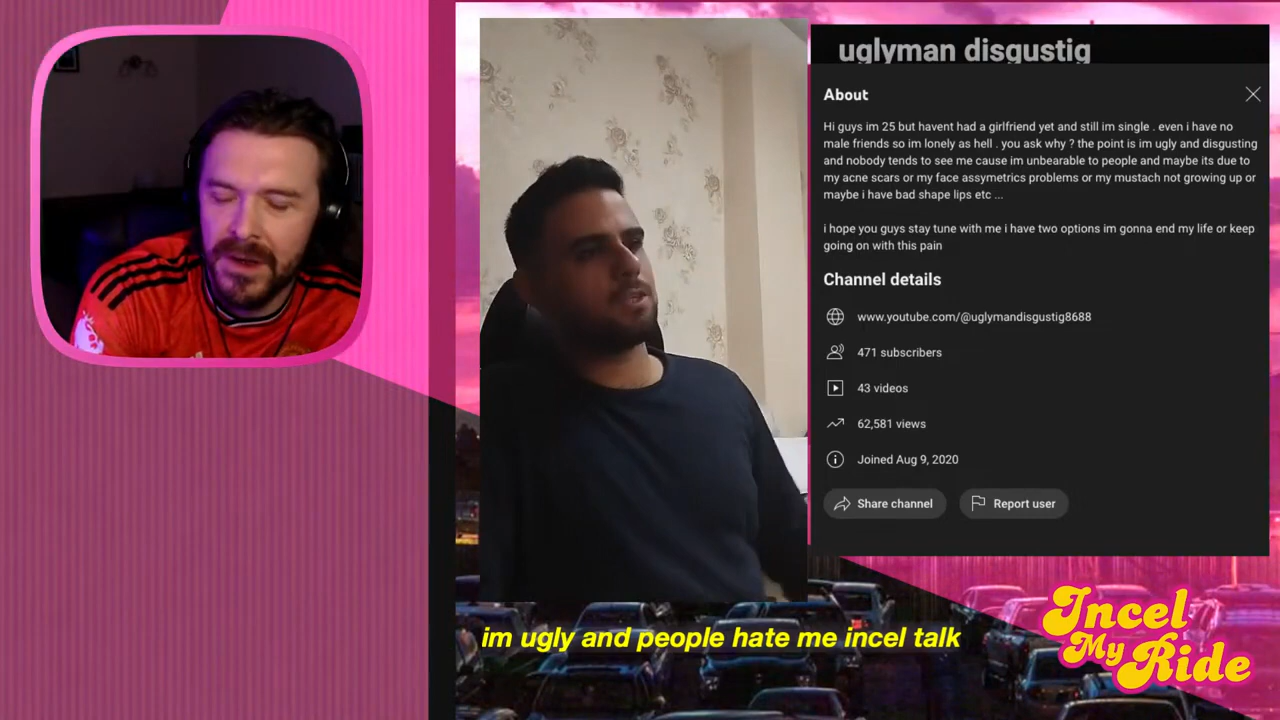 uglyman disgustig
About
Hi guys im 25 but havent had a girlfriend yet and still im single . even i have no
male friends so im lonely as hell . you ask why ? the point is im ugly and disgusting
and nobody tends to see me cause im unbearable to people and maybe its due to
my acne scars or my face assymetrics problems or my mustach not growing up or
maybe i have bad shape lips etc ...
i hope you guys stay tune with me i have two options im gonna end my life or keep
going on with this pain
Channel details
www.youtube.com/@uglymandisgustig8688
471 subscribers
43 videos
62,581 views
Joined Aug 9, 2020
Share channel Report user
im ugly and people hate me incel talk
Incel
My
Ride